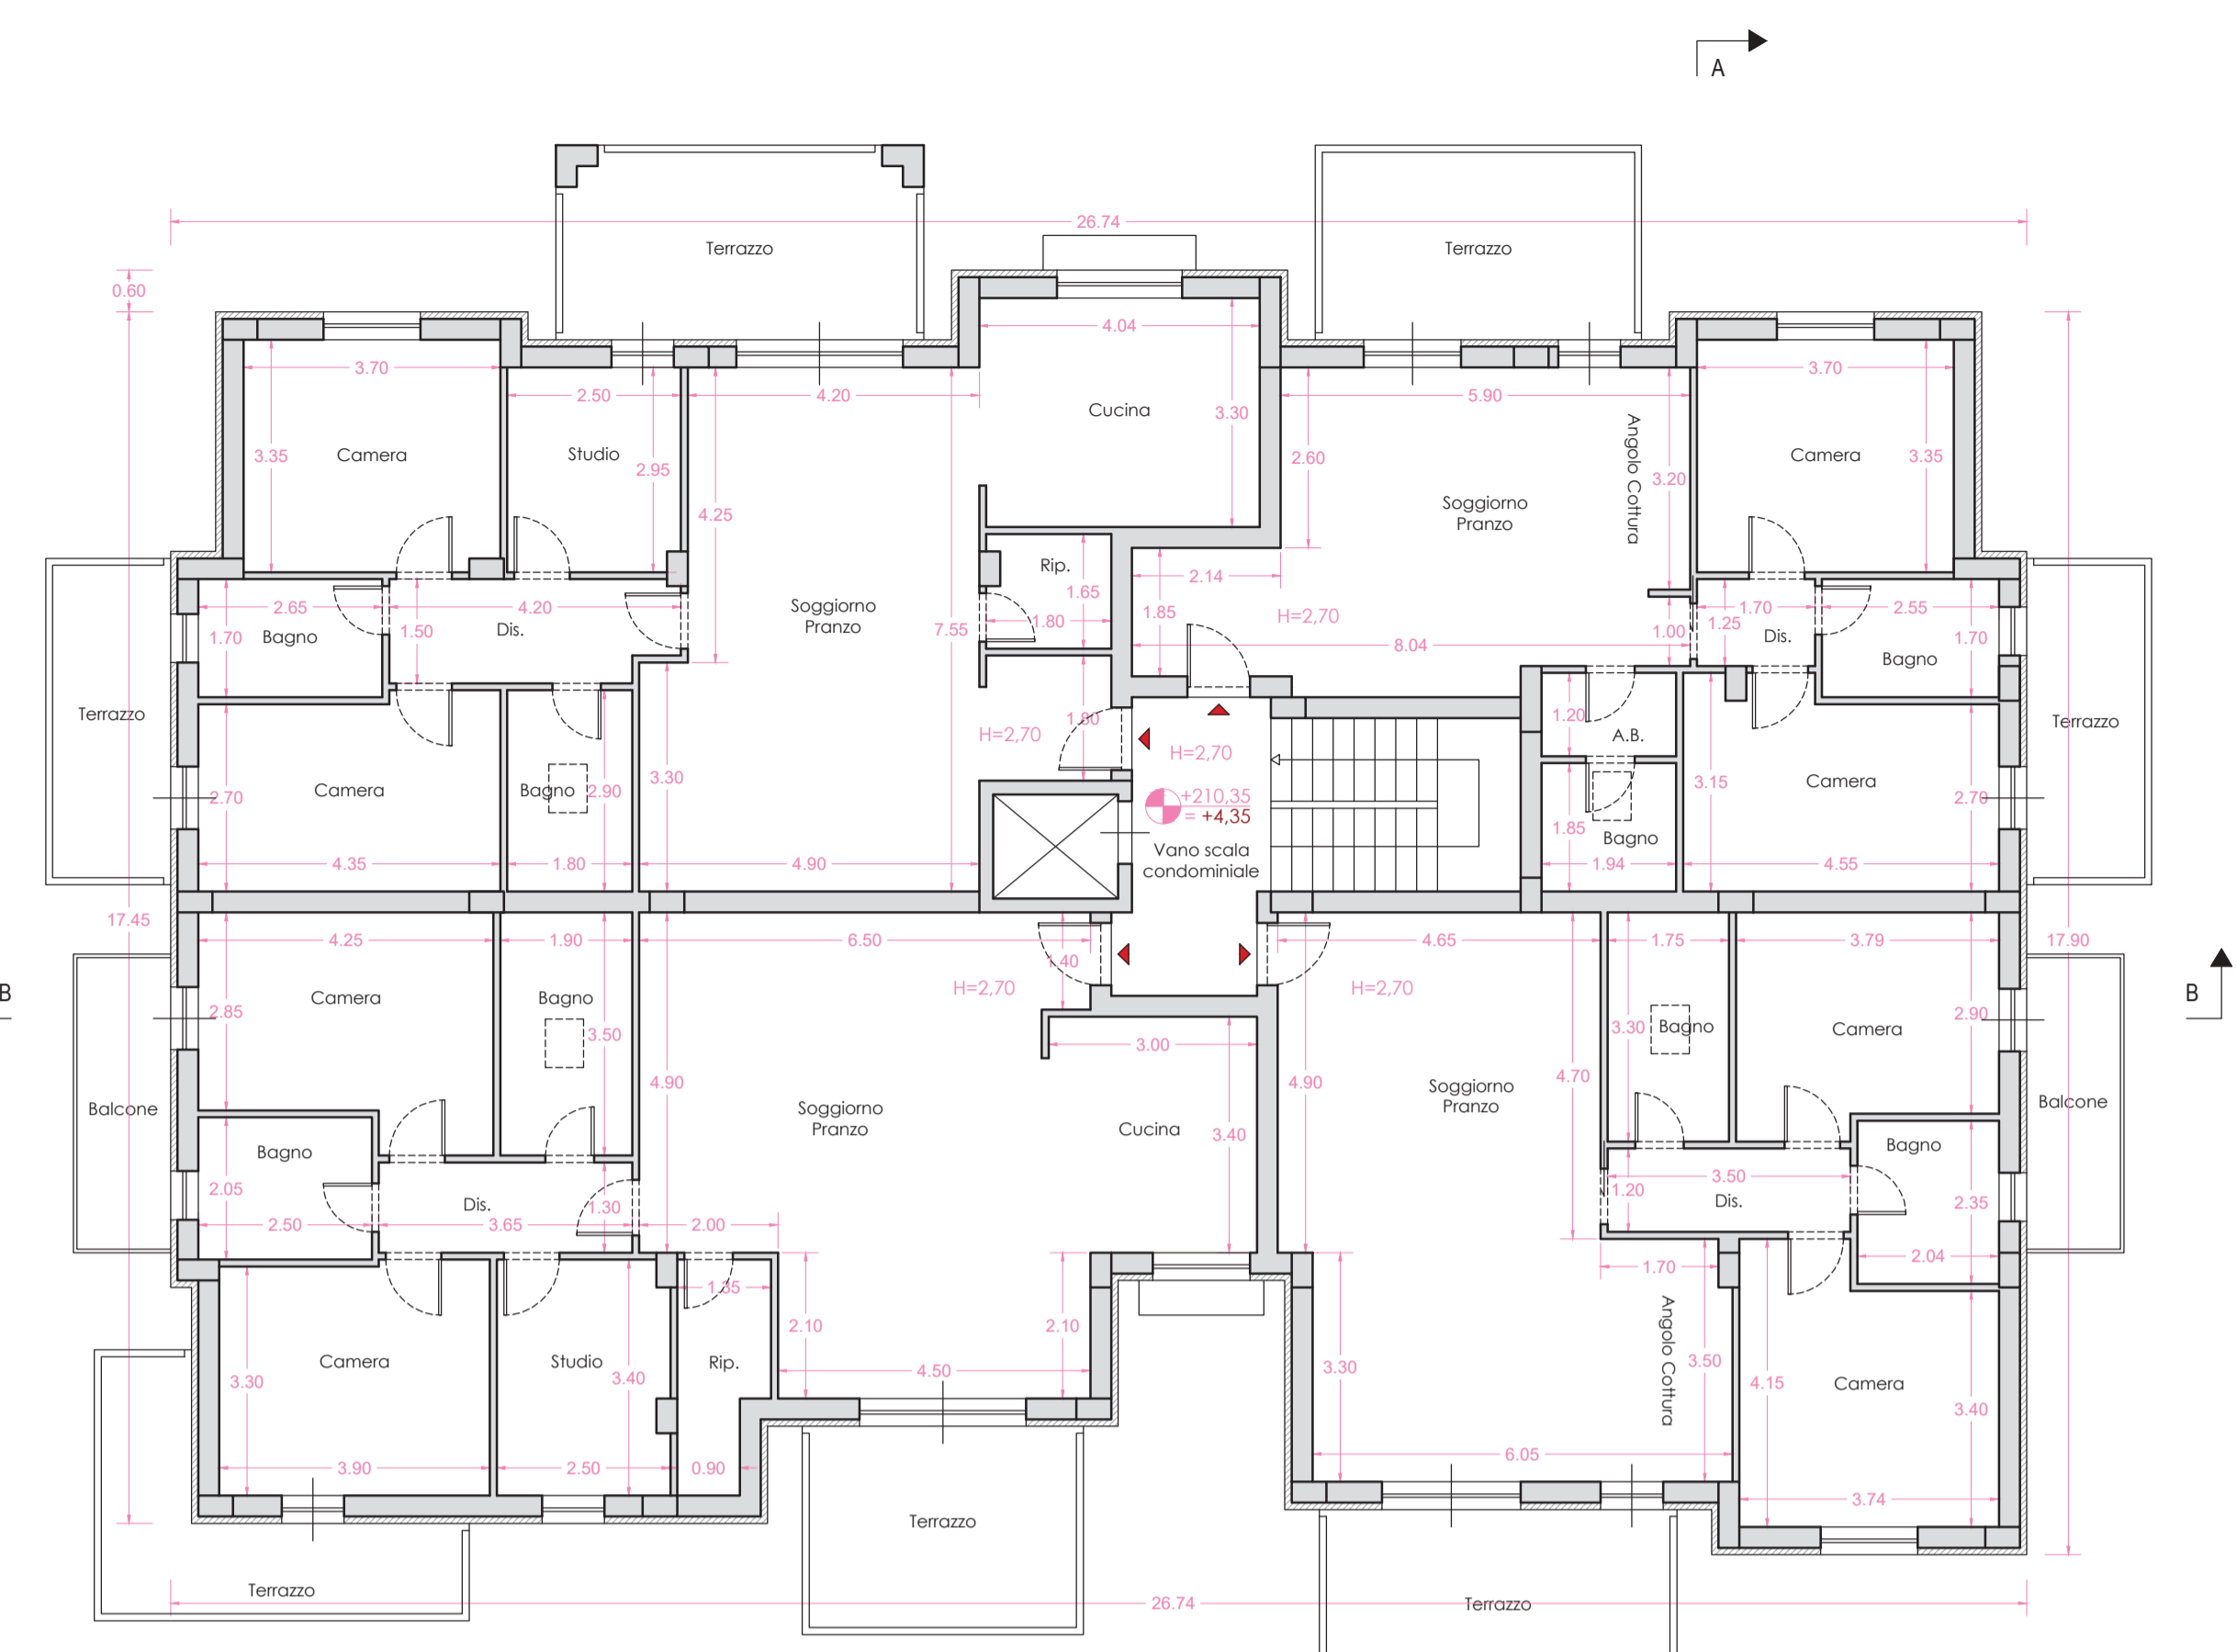 A
26.74
Terrazzo
Terrazzo
0.60
4.04
3.70
3.70
2.50
4.20
5.90
Cucina
3.30
Angolo Cottura
3.35
Camera
Studio
2.95
2.60
Camera
3.35
3.20
4.25
Soggiorno
Pranzo
Rip.
2.14
1.65
2.65
4.20
Soggiorno
Pranzo
1.85
H=2,70
1.70
2.55
1.70
Bagno
1.50
Dis.
7.55
1.80
1.00
1.25
Dis.
1.70
8.04
Bagno
Terrazzo
1.80
1.20
Terrazzo
H=2,70
A.B.
H=2,70
3.30
2.70
Camera
Bagno
2.90
+210,35
= +4,35
3.15
Camera
2.70
1.85
Bagno
Vano scala
condominiale
4.35
1.80
4.90
1.94
4.55
17.45
4.25
1.90
6.50
4.65
1.75
3.79
17.90
1.40
B
Camera
Bagno
H=2,70
H=2,70
B
2.85
3.50
3.30
Bagno
Camera
2.90
3.00
4.90
4.90
4.70
Soggiorno
Pranzo
Balcone
Soggiorno
Pranzo
Cucina
3.40
Balcone
Bagno
Bagno
2.05
3.50
1.20
Dis.
1.30
Dis.
2.35
2.50
3.65
2.00
2.04
1.70
1.35
2.10
2.10
Angolo Cottura
Camera
Studio
Rip.
3.30
3.50
4.50
3.30
3.40
4.15
Camera
3.40
6.05
3.90
2.50
0.90
3.74
Terrazzo
Terrazzo
26.74
Terrazzo